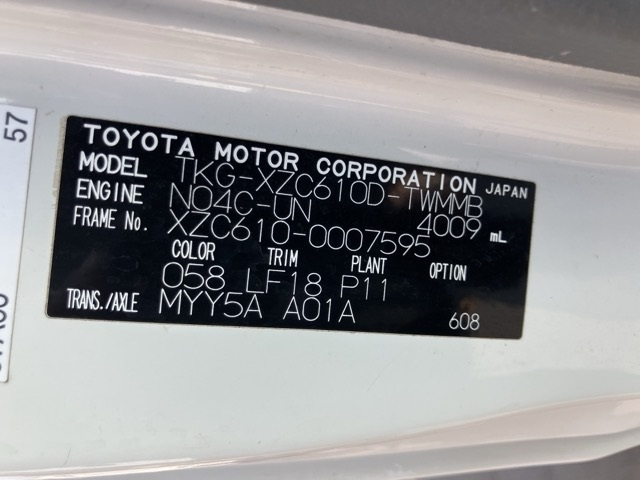 57
TOYOTA MOTOR CORPORATION JAPAN
MODEL TKG-XZC610D-TWMMB
ENGINE N04C-UN 4009 mL
FRAME No. XZC610-0007595
COLOR TRIM PLANT OPTION
058 LF18 P11
TRANS./AXLE MYY5A A01A
608